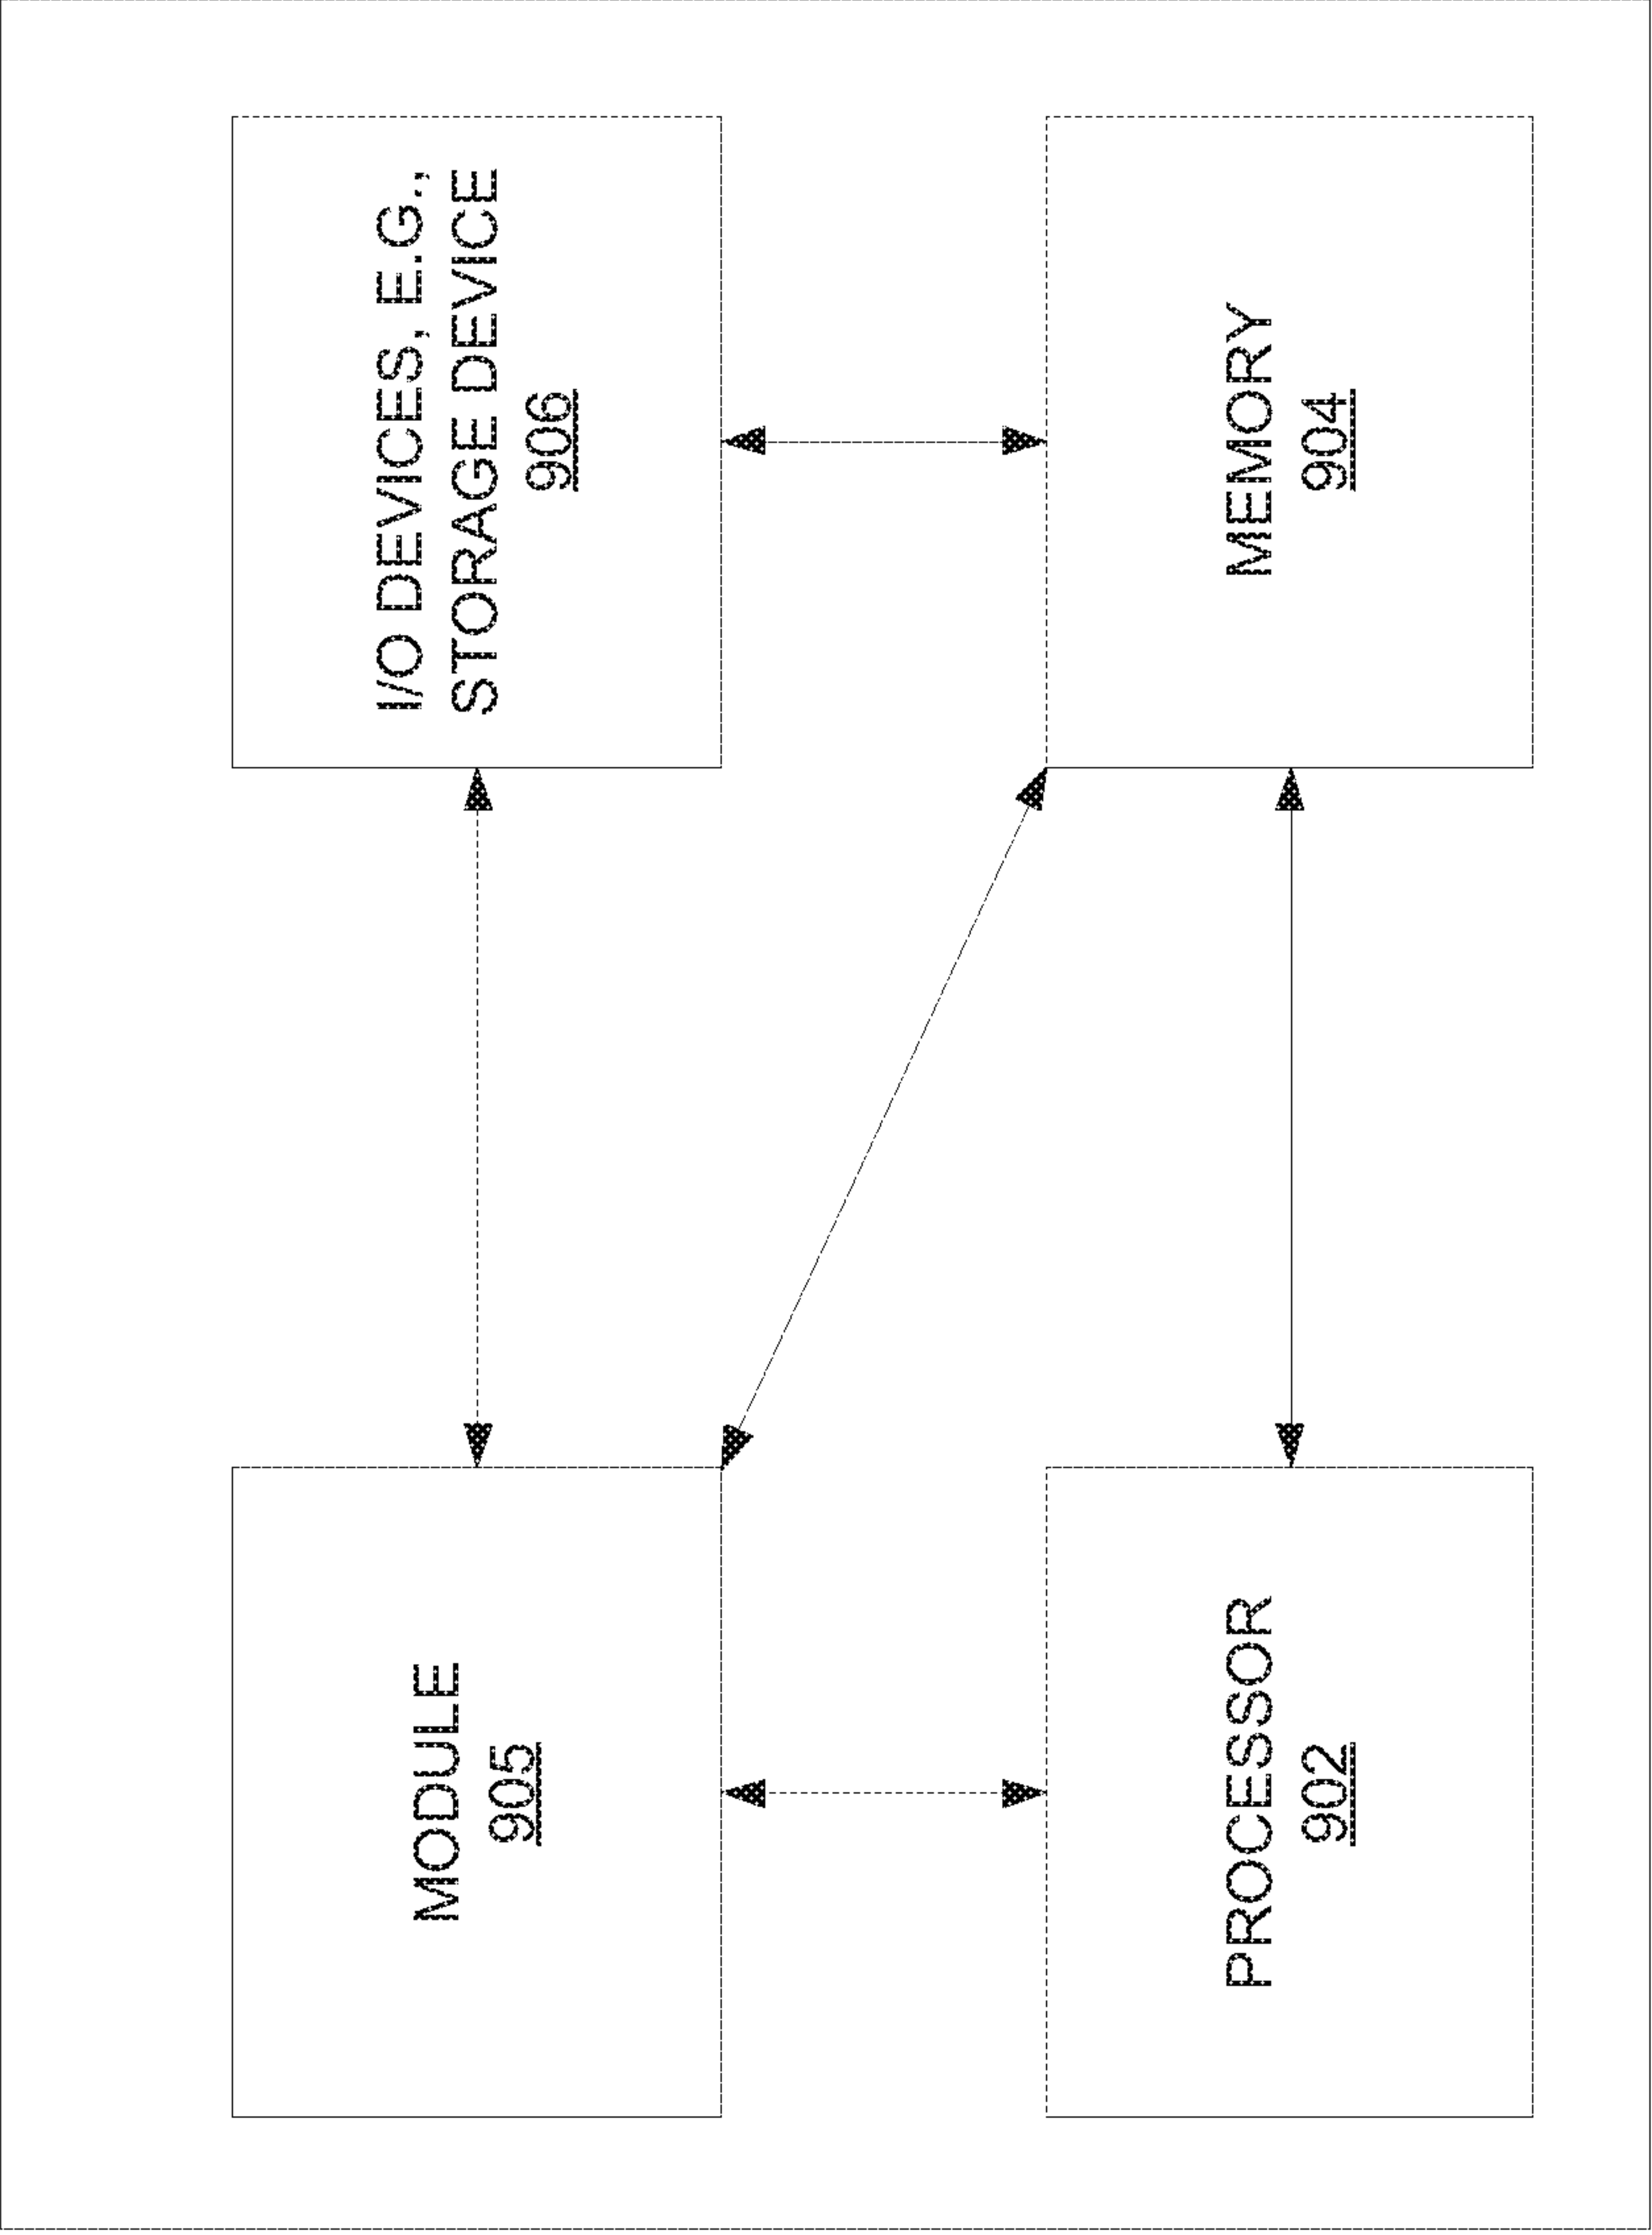 MODULE
905
I/O DEVICES, E.G.,
STORAGE DEVICE
906
PROCESSOR
902
MEMORY
904